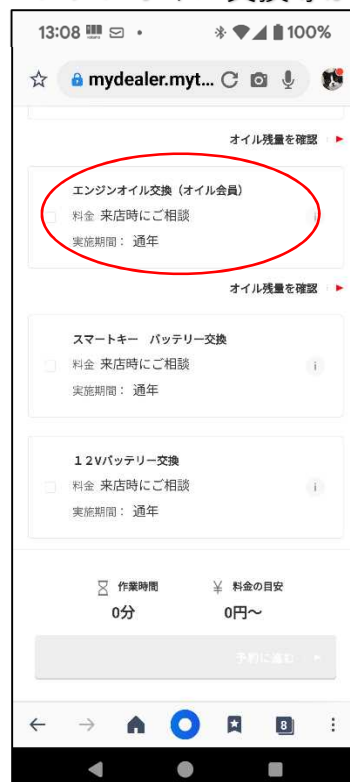 13:08 100%
mydealer.myt...
オイル残量を確認
エンジンオイル交換（オイル会員）
料金 来店時にご相談
i
実施期間： 通年
オイル残量を確認
スマートキー　バッテリー交換
料金 来店時にご相談
i
実施期間： 通年
１２Vバッテリー交換
料金 来店時にご相談
i
実施期間： 通年
作業時間 ¥ 料金の目安
0分 0円～
予約に進む
8